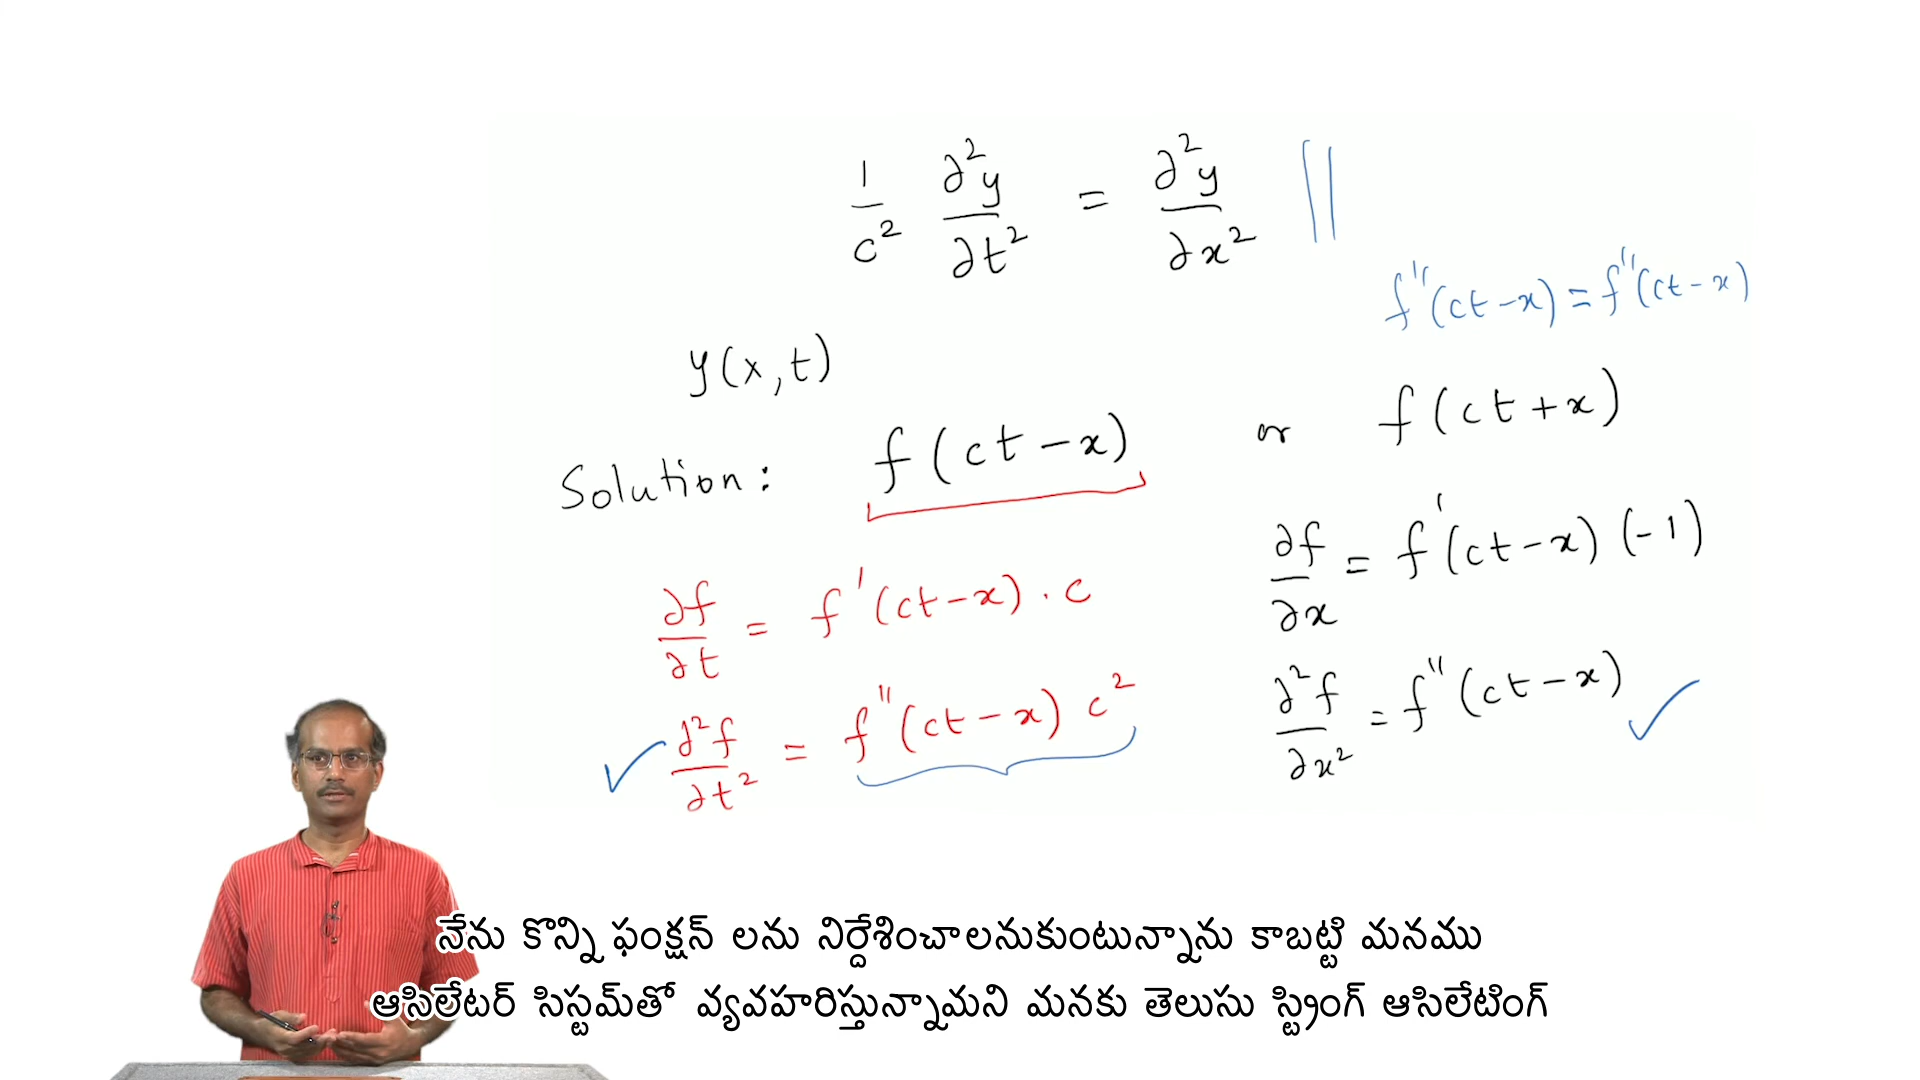 1/c² ∂²y/∂t² = ∂²y/∂x² ||
f''(ct-x) = f''(ct-x)
y(x,t)
Solution: f(ct-x) or f(ct+x)
∂f/∂t = f'(ct-x)·c
∂f/∂x = f'(ct-x)(-1)
✓ ∂²f/∂t² = f''(ct-x) c²
∂²f/∂x² = f''(ct-x) ✓
నేను కొన్ని ఫంక్షన్ లను నిర్దేశించాలనుకుంటున్నాను కాబట్టి మనము
ఆసిలేటర్ సిస్టమ్‌తో వ్యవహరిస్తున్నామని మనకు తెలుసు స్ట్రింగ్ ఆసిలేటింగ్